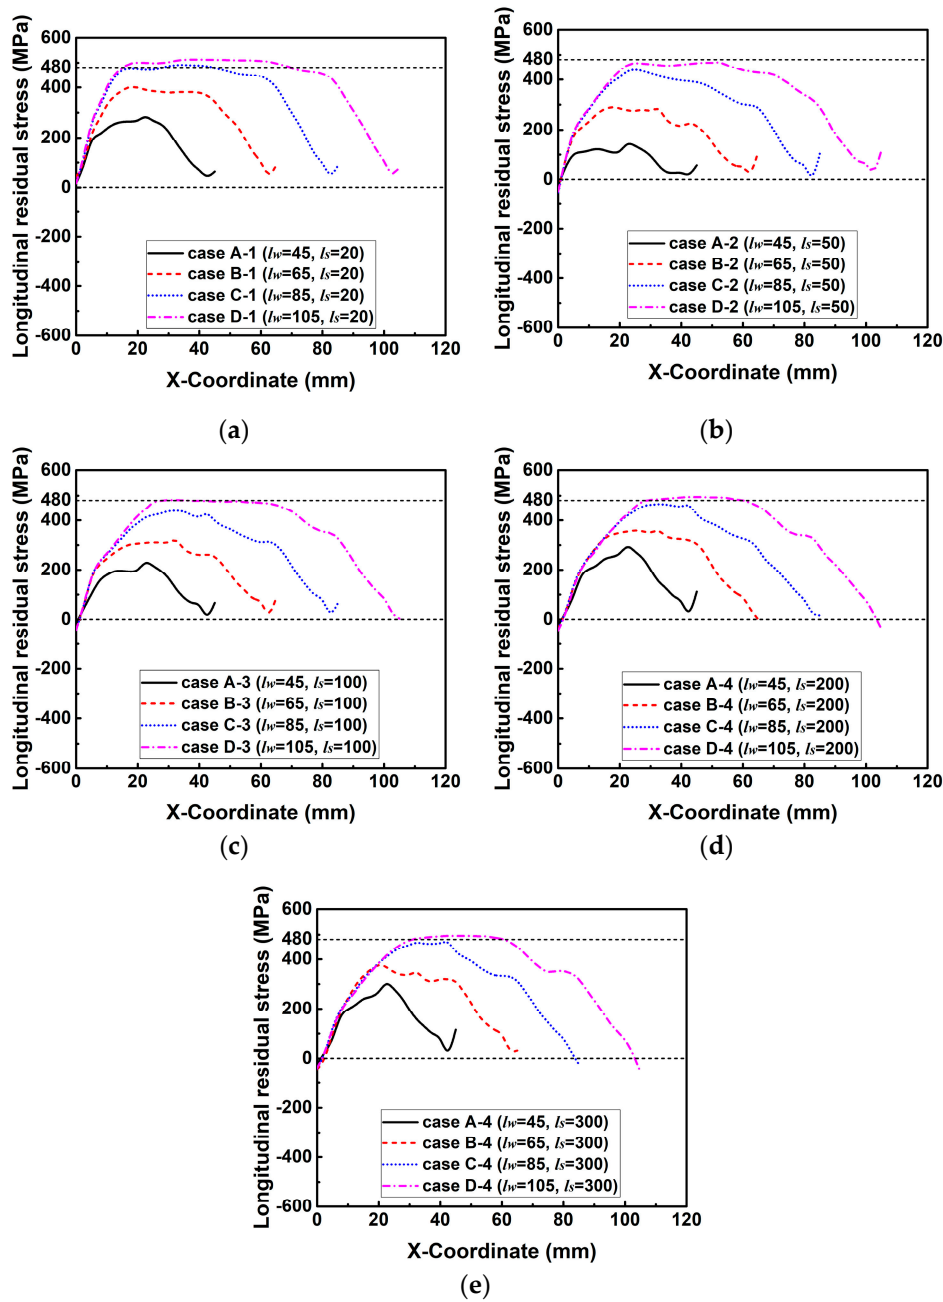 600
480
400
200
0
-200
-400
-600
0 20 40 60 80 100 120
Longitudinal residual stress (MPa)
X-Coordinate (mm)
case A-1 (lw=45, ls=20)
case B-1 (lw=65, ls=20)
case C-1 (lw=85, ls=20)
case D-1 (lw=105, ls=20)
(a)
600
480
400
200
0
-200
-400
-600
0 20 40 60 80 100 120
Longitudinal residual stress (MPa)
X-Coordinate (mm)
case A-2 (lw=45, ls=50)
case B-2 (lw=65, ls=50)
case C-2 (lw=85, ls=50)
case D-2 (lw=105, ls=50)
(b)
600
480
400
200
0
-200
-400
-600
0 20 40 60 80 100 120
Longitudinal residual stress (MPa)
X-Coordinate (mm)
case A-3 (lw=45, ls=100)
case B-3 (lw=65, ls=100)
case C-3 (lw=85, ls=100)
case D-3 (lw=105, ls=100)
(c)
600
480
400
200
0
-200
-400
-600
0 20 40 60 80 100 120
Longitudinal residual stress (MPa)
X-Coordinate (mm)
case A-4 (lw=45, ls=200)
case B-4 (lw=65, ls=200)
case C-4 (lw=85, ls=200)
case D-4 (lw=105, ls=200)
(d)
600
480
400
200
0
-200
-400
-600
0 20 40 60 80 100 120
Longitudinal residual stress (MPa)
X-Coordinate (mm)
case A-4 (lw=45, ls=300)
case B-4 (lw=65, ls=300)
case C-4 (lw=85, ls=300)
case D-4 (lw=105, ls=300)
(e)